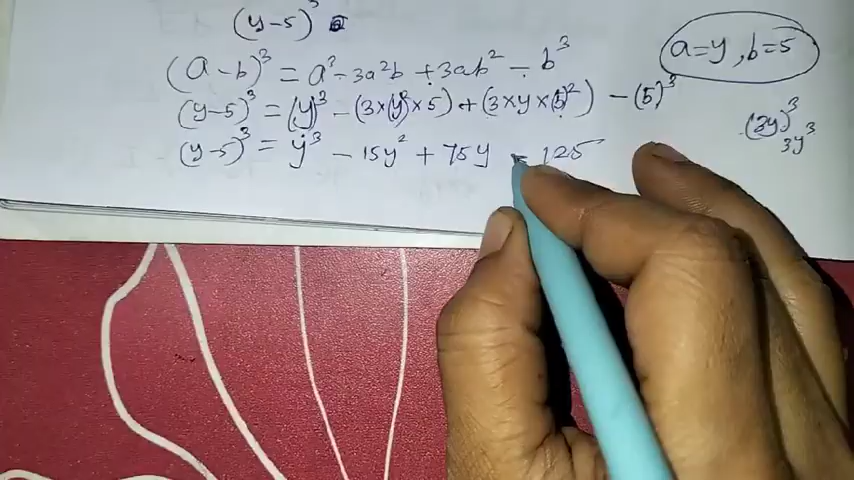 (y-5)³
(a-b)³ = a³ - 3a²b + 3ab² - b³
a=y, b=5
(y-5)³ = (y)³ - (3×(y)²×5) + (3×y×(5)²) - (5)³
(3y)³
3y³
(y-5)³ = y³ - 15y² + 75y - 125